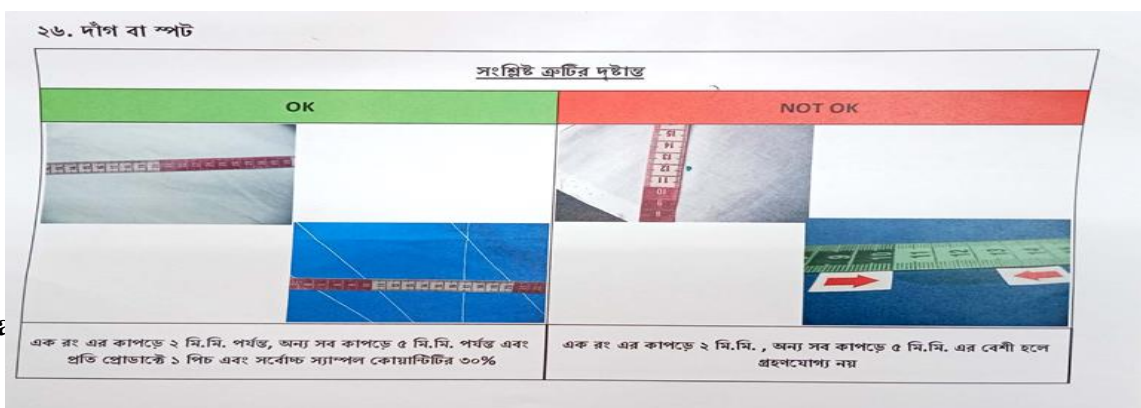 ২৬. দাঁগ বা স্পট
সংশ্লিষ্ট ত্রুটির দৃষ্টান্ত
OK
NOT OK
এক রং এর কাপড়ে ২ মি.মি. পর্যন্ত, অন্য সব কাপড়ে ৫ মি.মি. পর্যন্ত এবং
প্রতি প্রোডাক্টে ১ পিচ এবং সর্বোচ্চ স্যাম্পল কোয়ান্টিটির ৩০%
এক রং এর কাপড়ে ২ মি.মি. , অন্য সব কাপড়ে ৫ মি.মি. এর বেশী হলে
গ্রহণযোগ্য নয়